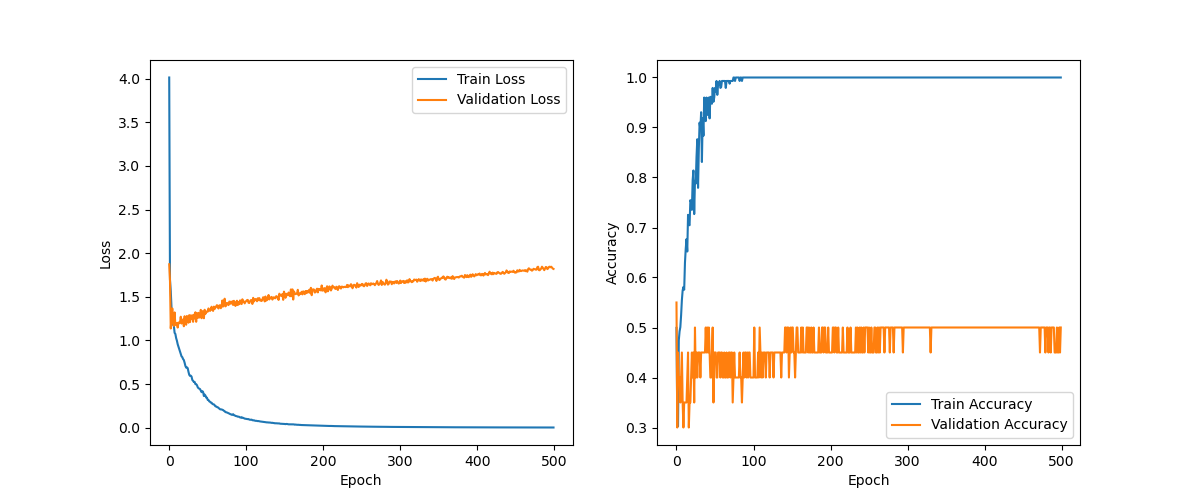 4.0
3.5
3.0
2.5
2.0
1.5
1.0
0.5
0.0
Loss
0 100 200 300 400 500
Epoch
Train Loss
Validation Loss
1.0
0.9
0.8
0.7
0.6
0.5
0.4
0.3
Accuracy
0 100 200 300 400 500
Epoch
Train Accuracy
Validation Accuracy